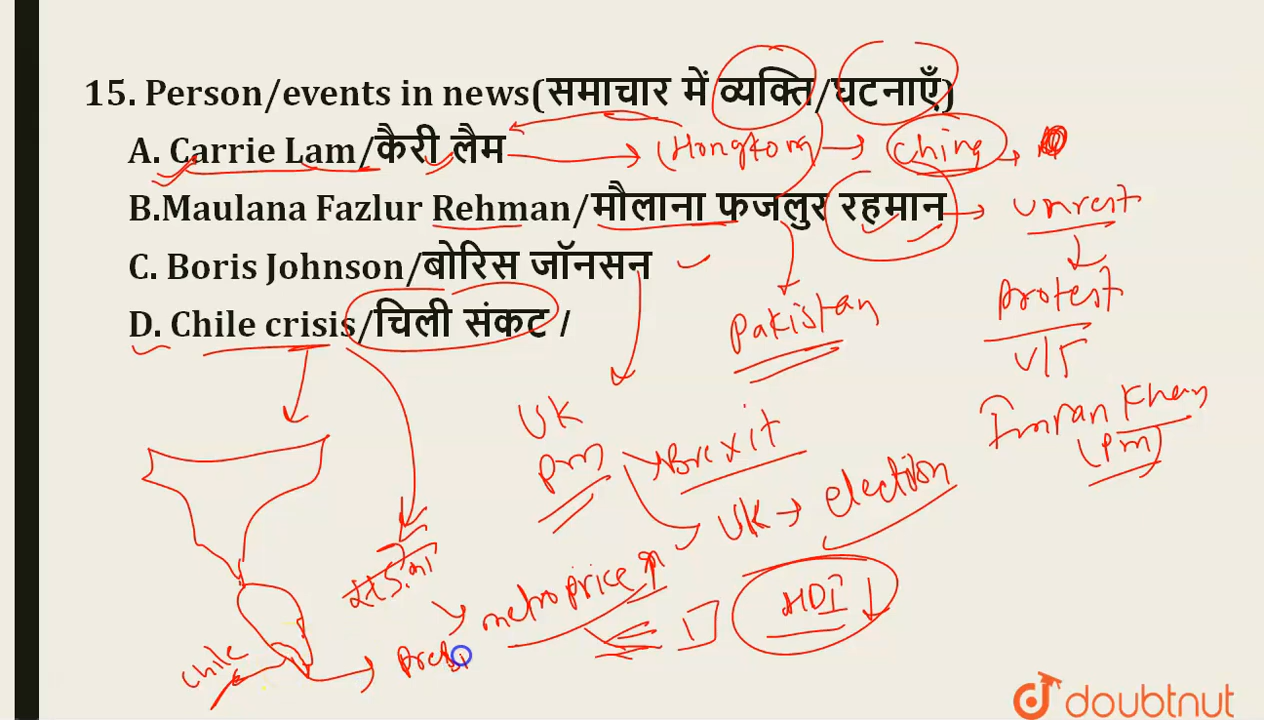 15. Person/events in news(समाचार में व्यक्ति/घटनाएँ)
A. Carrie Lam/कैरी लैम
(Hongkong
China
B.Maulana Fazlur Rehman/मौलाना फजलुर रहमान
unrest
C. Boris Johnson/बोरिस जॉनसन
Protest
D. Chile crisis/चिली संकट /
Pakistan
V/S
Imran Khan
(PM)
UK
PM
Brexit
UK → election
metro price
HDI ↓
Chile
doubtnut